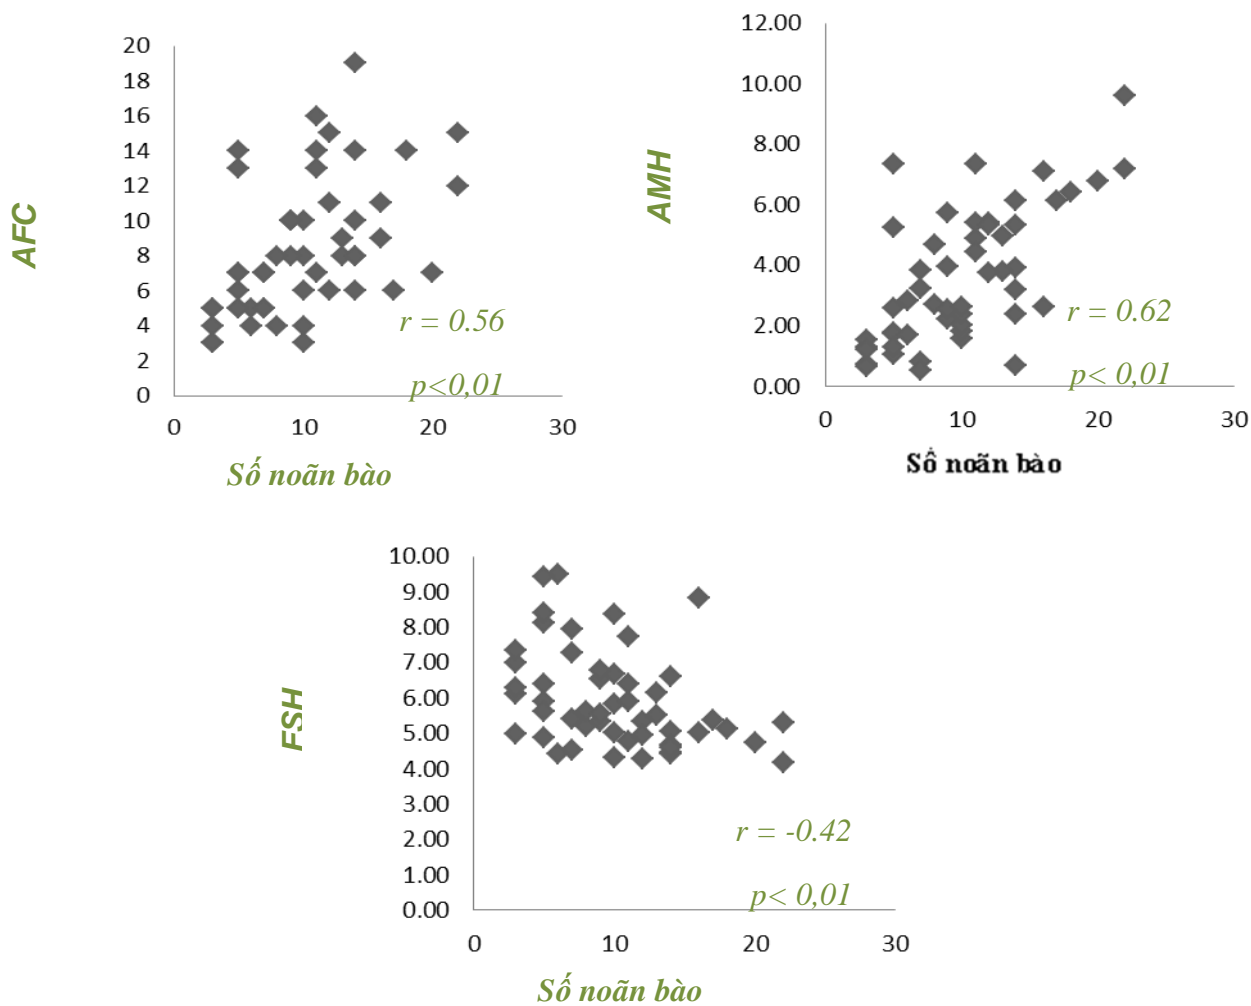 20
18
16
14
12
10
8
6
4
2
0
AFC
r = 0.56
p<0,01
0 10 20 30
Số noãn bào
12.00
10.00
8.00
6.00
4.00
2.00
0.00
AMH
r = 0.62
p< 0,01
0 10 20 30
Số noãn bào
10.00
9.00
8.00
7.00
6.00
5.00
4.00
3.00
2.00
1.00
0.00
FSH
r = -0.42
p< 0,01
0 10 20 30
Số noãn bào